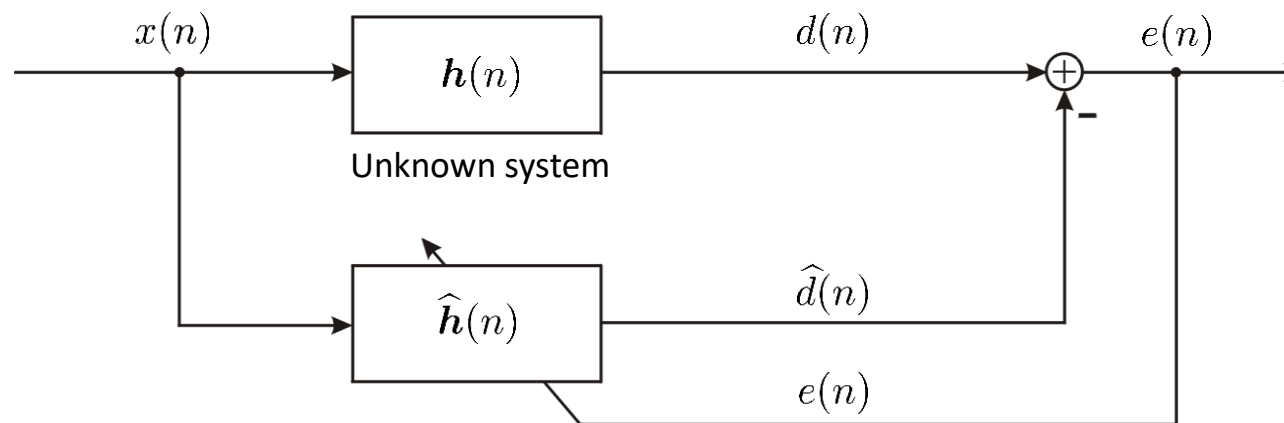 x(n)
d(n)
e(n)
h(n)
+
-
Unknown system
ĥ(n)
d̂(n)
e(n)